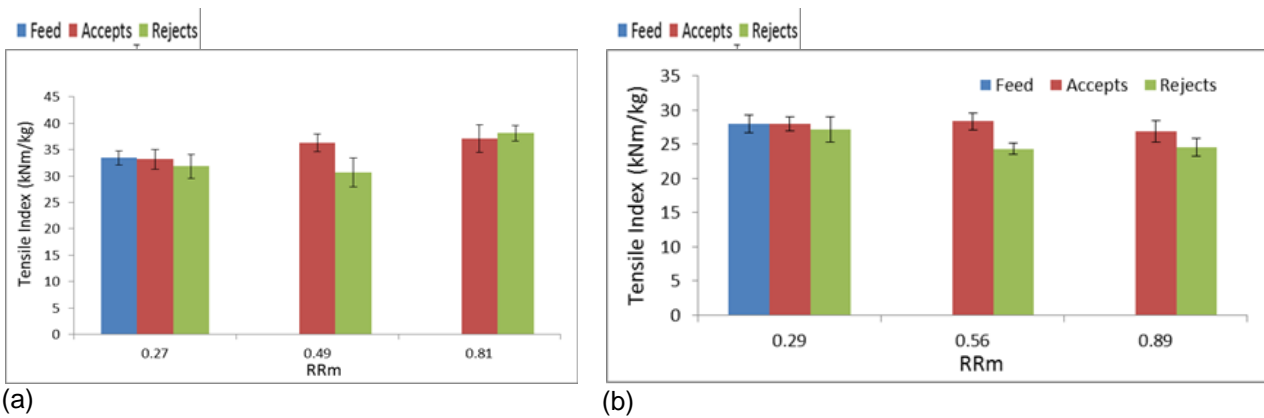 Feed Accepts Rejects
Tensile Index (kNm/kg)
45
40
35
30
25
20
15
10
5
0
0.27 0.49 0.81
RRm
(a)
Feed Accepts Rejects
Feed Accepts Rejects
Tensile Index (kNm/kg)
35
30
25
20
15
10
5
0
0.29 0.56 0.89
RRm
(b)